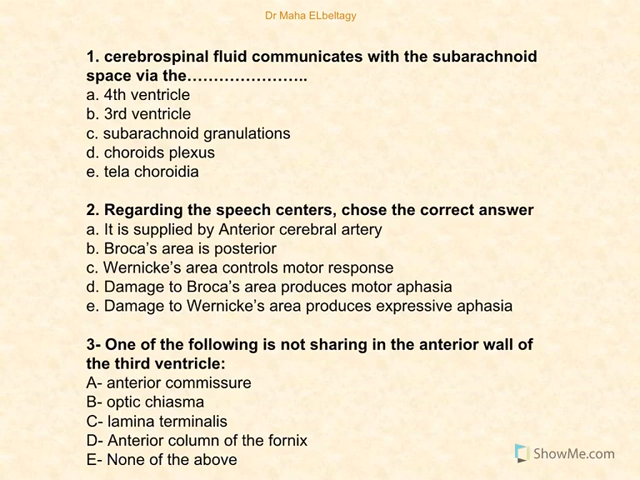 Dr Maha ELbeltagy
1. cerebrospinal fluid communicates with the subarachnoid
space via the…………………..
a. 4th ventricle
b. 3rd ventricle
c. subarachnoid granulations
d. choroids plexus
e. tela choroidia
2. Regarding the speech centers, chose the correct answer
a. It is supplied by Anterior cerebral artery
b. Broca’s area is posterior
c. Wernicke’s area controls motor response
d. Damage to Broca’s area produces motor aphasia
e. Damage to Wernicke’s area produces expressive aphasia
3- One of the following is not sharing in the anterior wall of
the third ventricle:
A- anterior commissure
B- optic chiasma
C- lamina terminalis
D- Anterior column of the fornix
E- None of the above
ShowMe.com